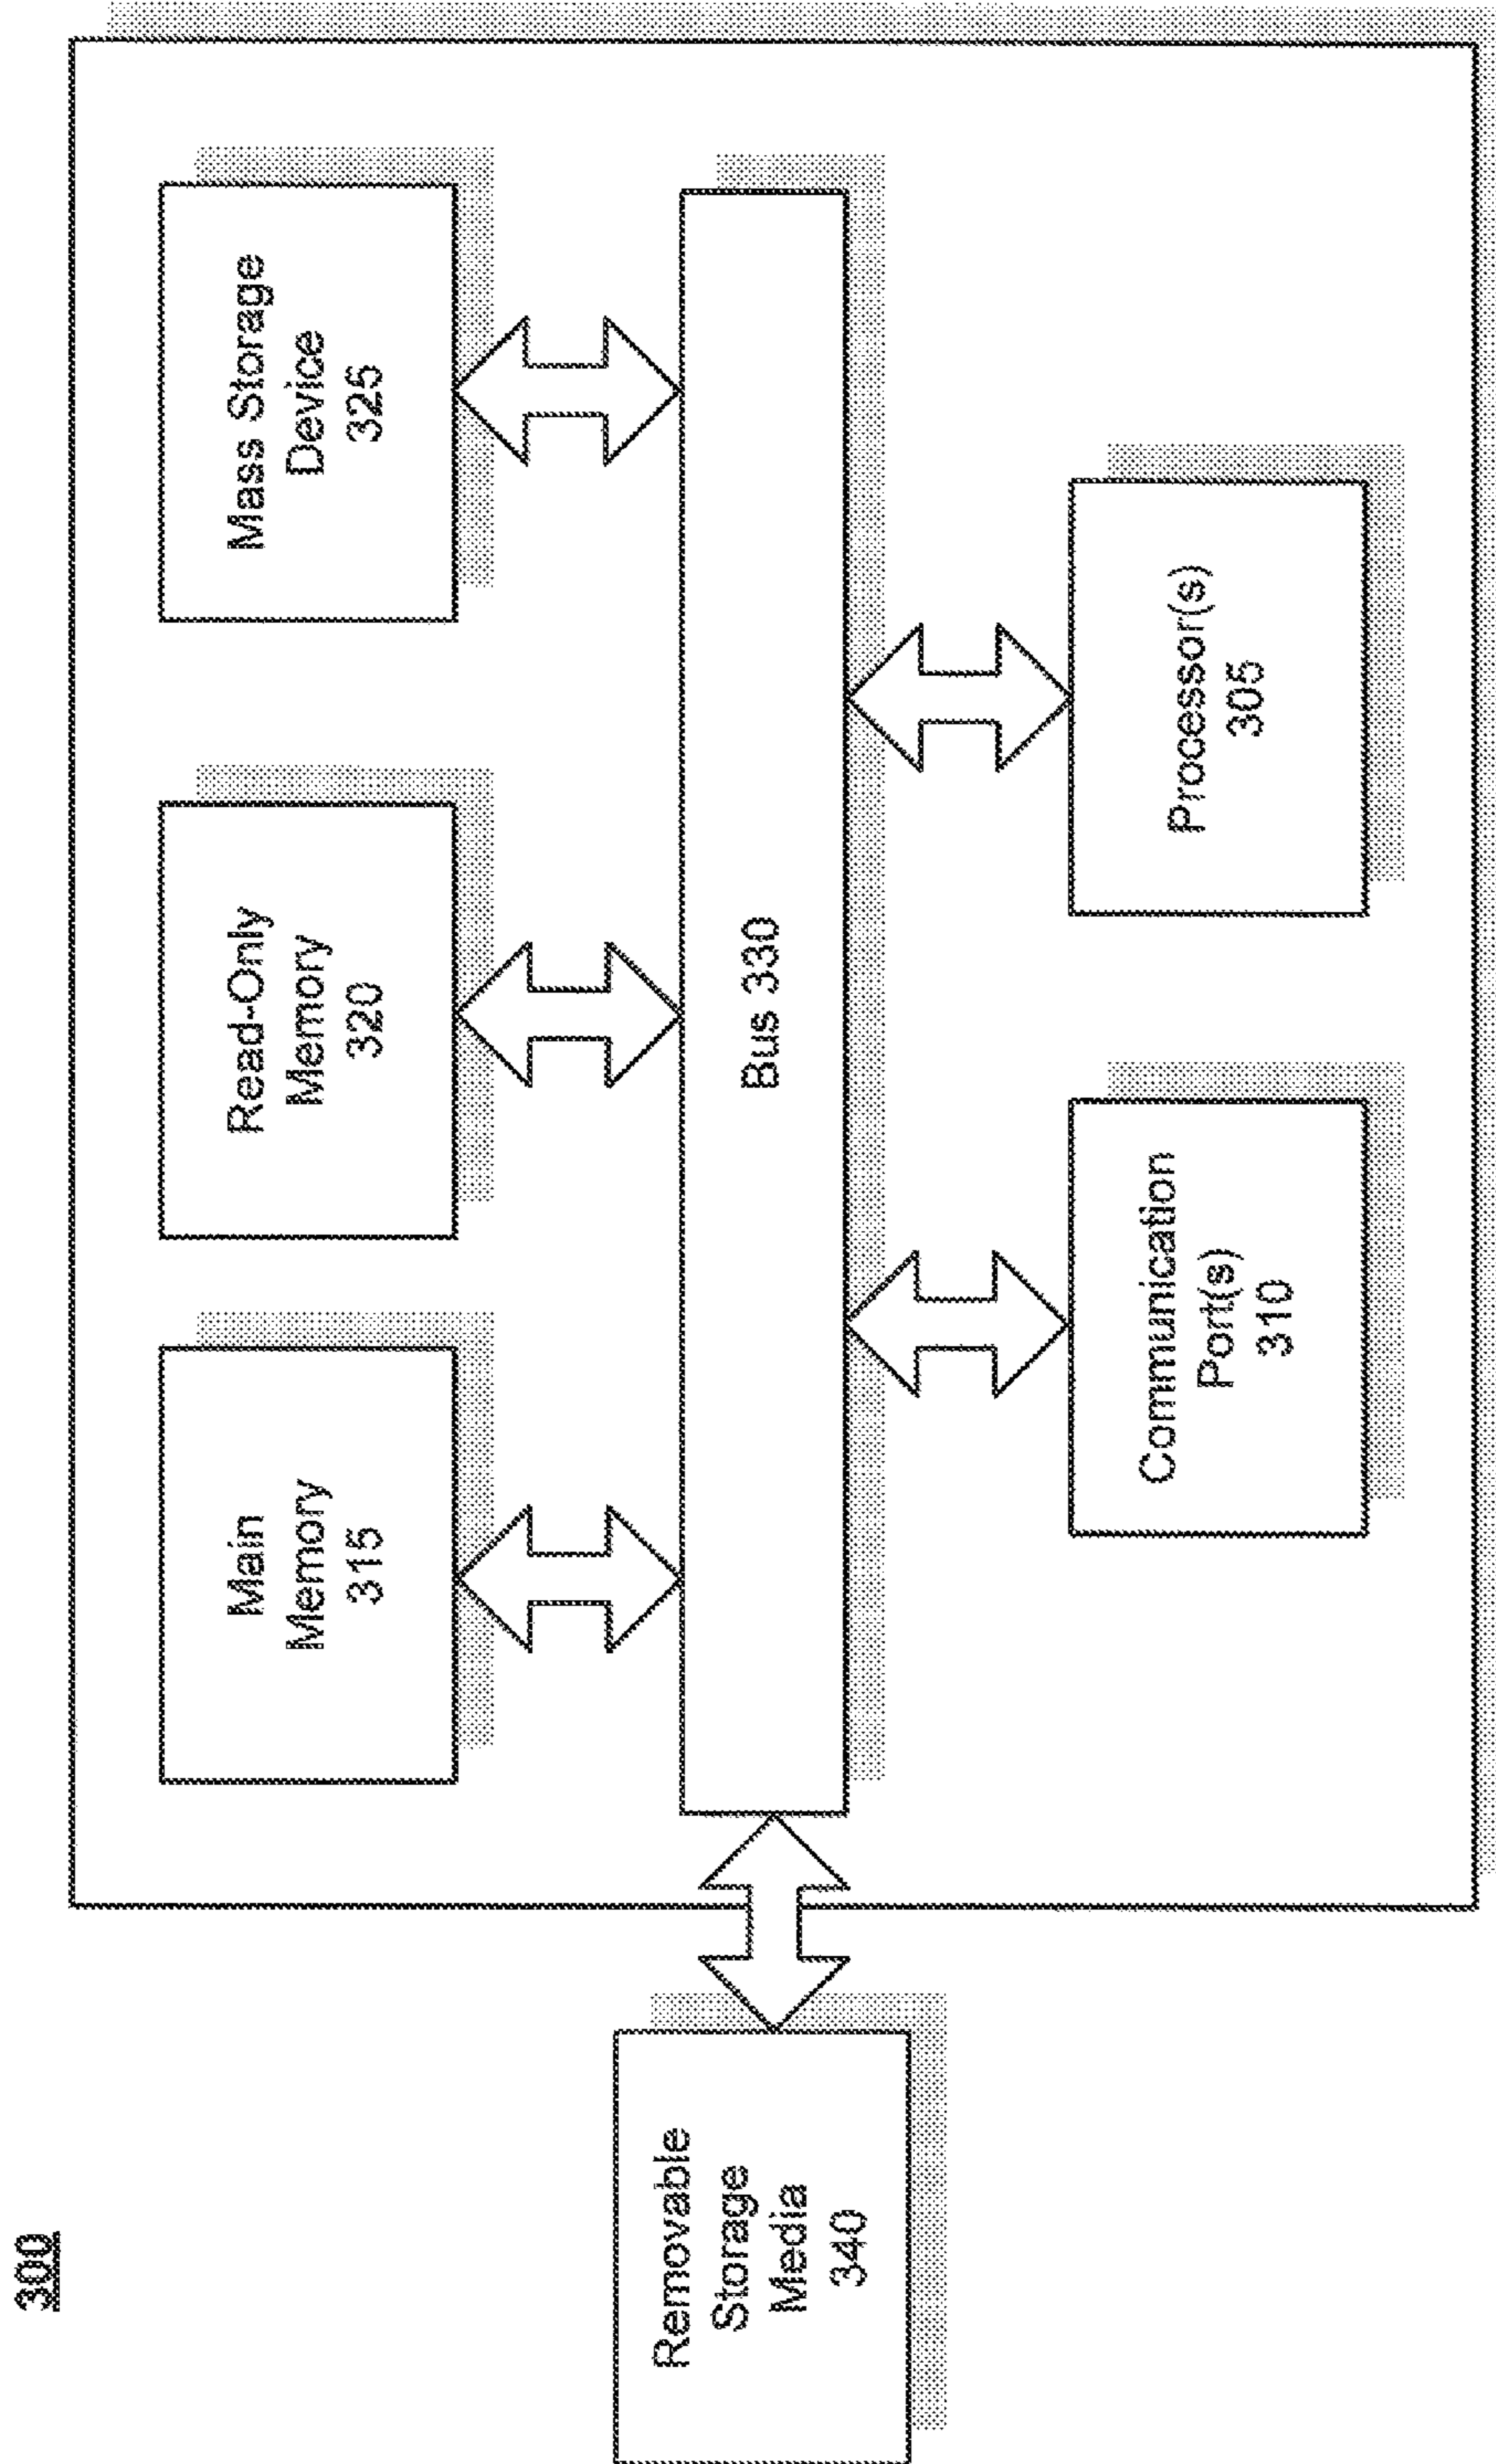 300
Main
Memory
315
Read-Only
Memory
320
Mass Storage
Device
325
Removable
Storage
Media
340
Bus 330
Communication
Port(s)
310
Processor(s)
305